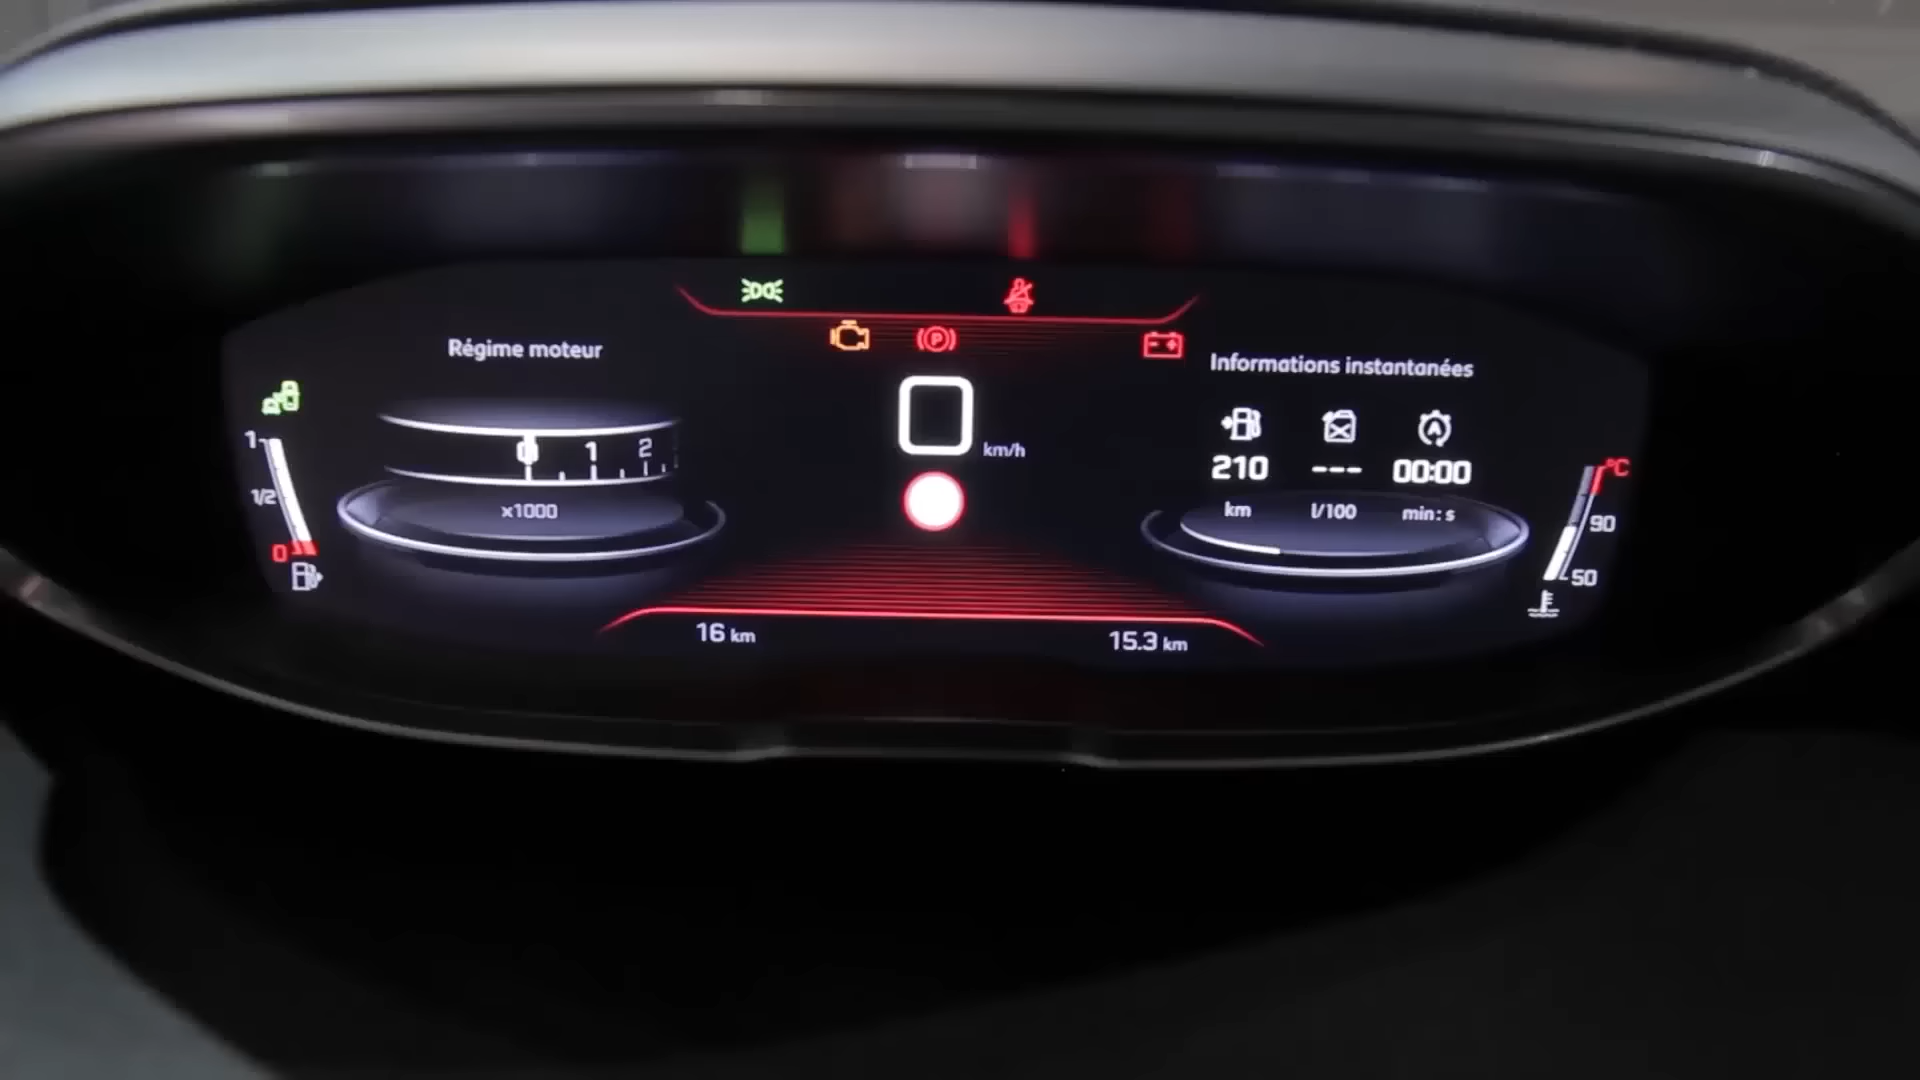 Régime moteur
0 1 2
x1000
1
1/2
0
P
0 km/h
Informations instantanées
A
210 --- 00:00
km l/100 min:s
°C
90
50
16 km
15.3 km